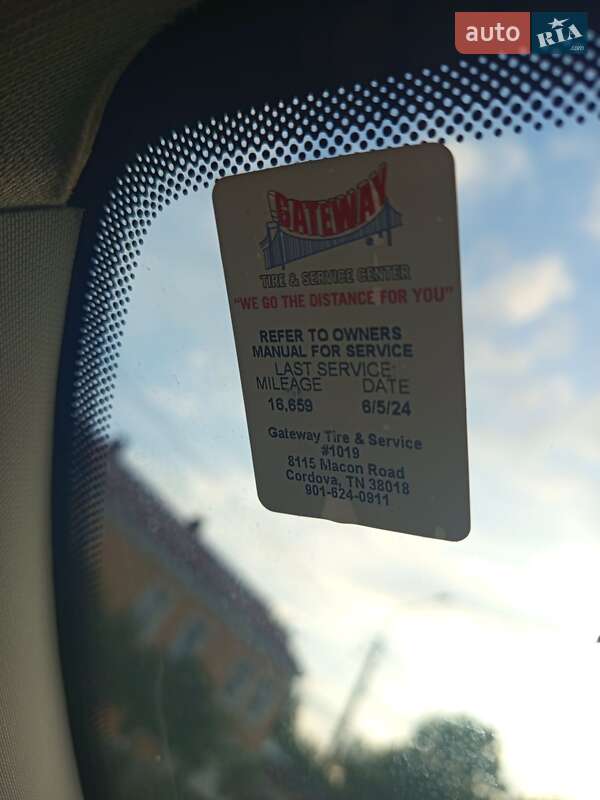 auto RIA
.com
GATEWAY
TIRE & SERVICE CENTER
"WE GO THE DISTANCE FOR YOU"
REFER TO OWNERS
MANUAL FOR SERVICE
LAST SERVICE:
MILEAGE DATE
16,659 6/5/24
Gateway Tire & Service
#1019
8115 Macon Road
Cordova, TN 38018
901-624-0911